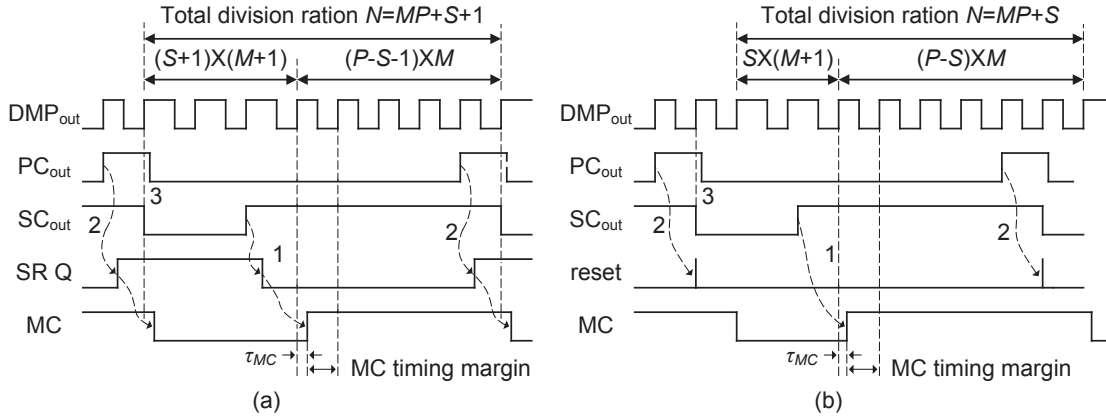 Total division ration N=MP+S+1
(S+1)X(M+1)
(P-S-1)XM
DMPout
PCout
3
SCout
2
1
2
SR Q
MC
τMC
MC timing margin
(a)
Total division ration N=MP+S
SX(M+1)
(P-S)XM
DMPout
PCout
3
SCout
2
1
2
reset
MC
τMC
MC timing margin
(b)